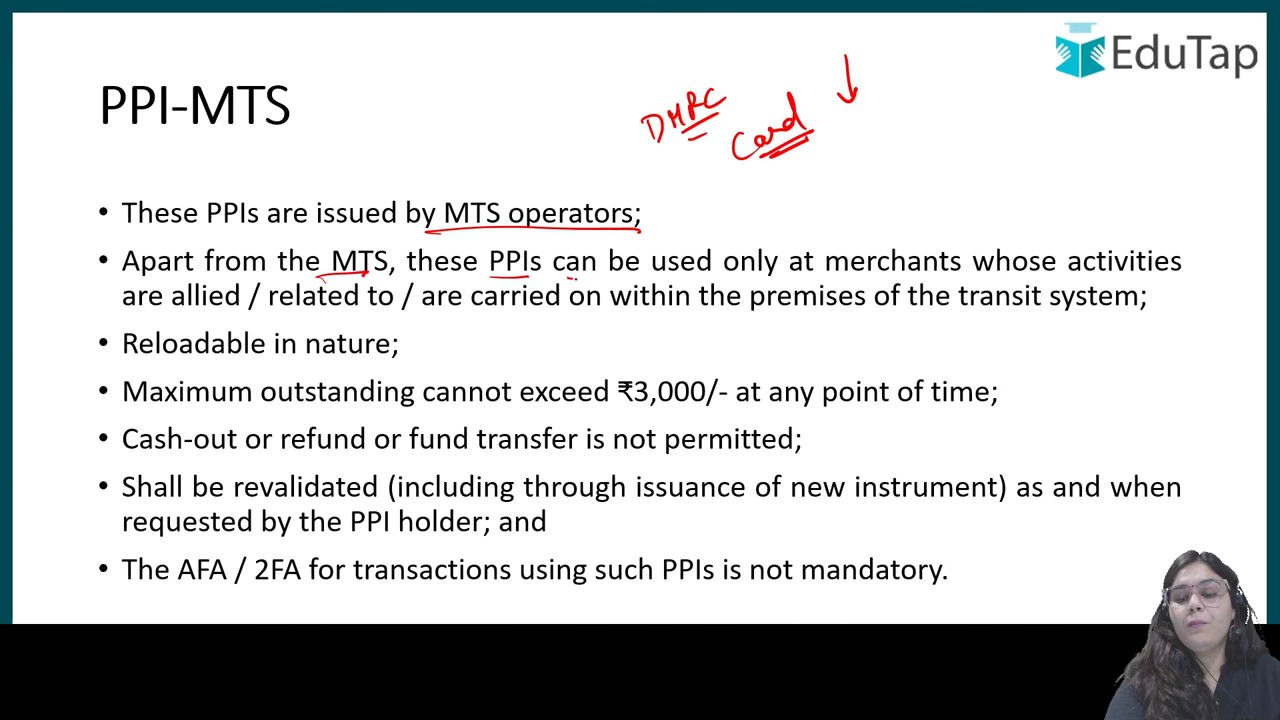 EduTap
PPI-MTS
DMRC
Card
• These PPIs are issued by MTS operators;
• Apart from the MTS, these PPIs can be used only at merchants whose activities
are allied / related to / are carried on within the premises of the transit system;
• Reloadable in nature;
• Maximum outstanding cannot exceed ₹3,000/- at any point of time;
• Cash-out or refund or fund transfer is not permitted;
• Shall be revalidated (including through issuance of new instrument) as and when
requested by the PPI holder; and
• The AFA / 2FA for transactions using such PPIs is not mandatory.